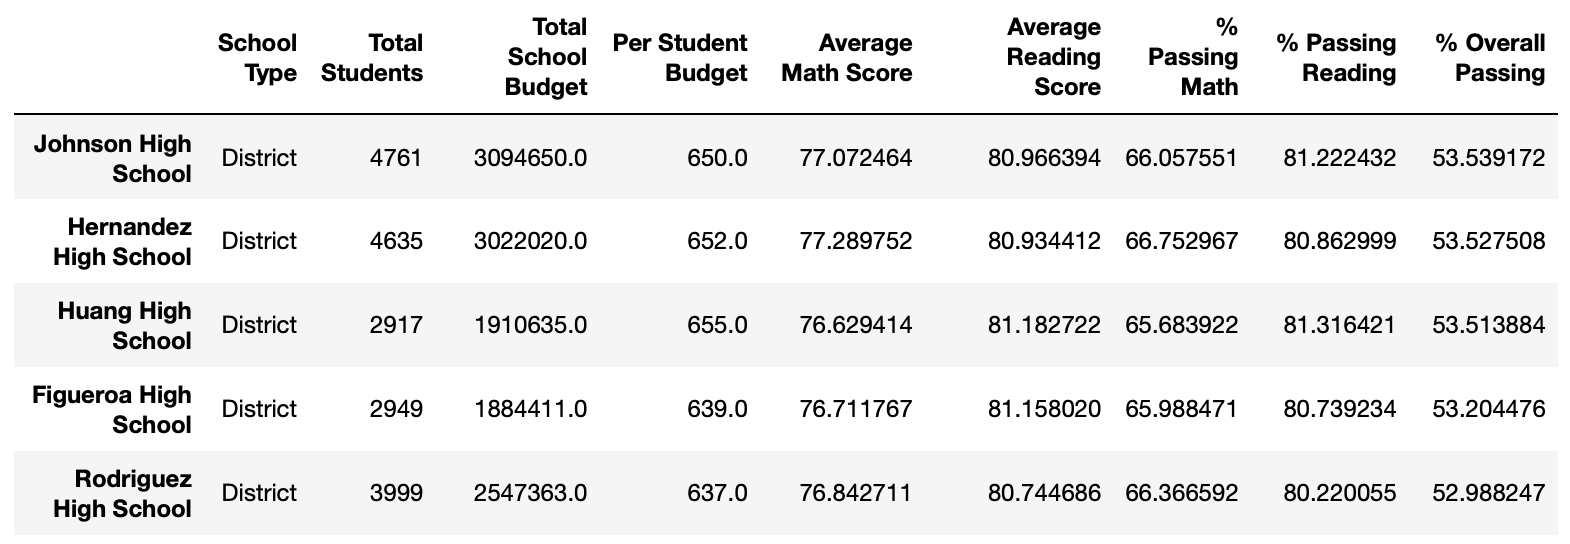 School Type Total Students Total School Budget Per Student Budget Average Math Score Average Reading Score % Passing Math % Passing Reading % Overall Passing
Johnson High School District 4761 3094650.0 650.0 77.072464 80.966394 66.057551 81.222432 53.539172
Hernandez High School District 4635 3022020.0 652.0 77.289752 80.934412 66.752967 80.862999 53.527508
Huang High School District 2917 1910635.0 655.0 76.629414 81.182722 65.683922 81.316421 53.513884
Figueroa High School District 2949 1884411.0 639.0 76.711767 81.158020 65.988471 80.739234 53.204476
Rodriguez High School District 3999 2547363.0 637.0 76.842711 80.744686 66.366592 80.220055 52.988247